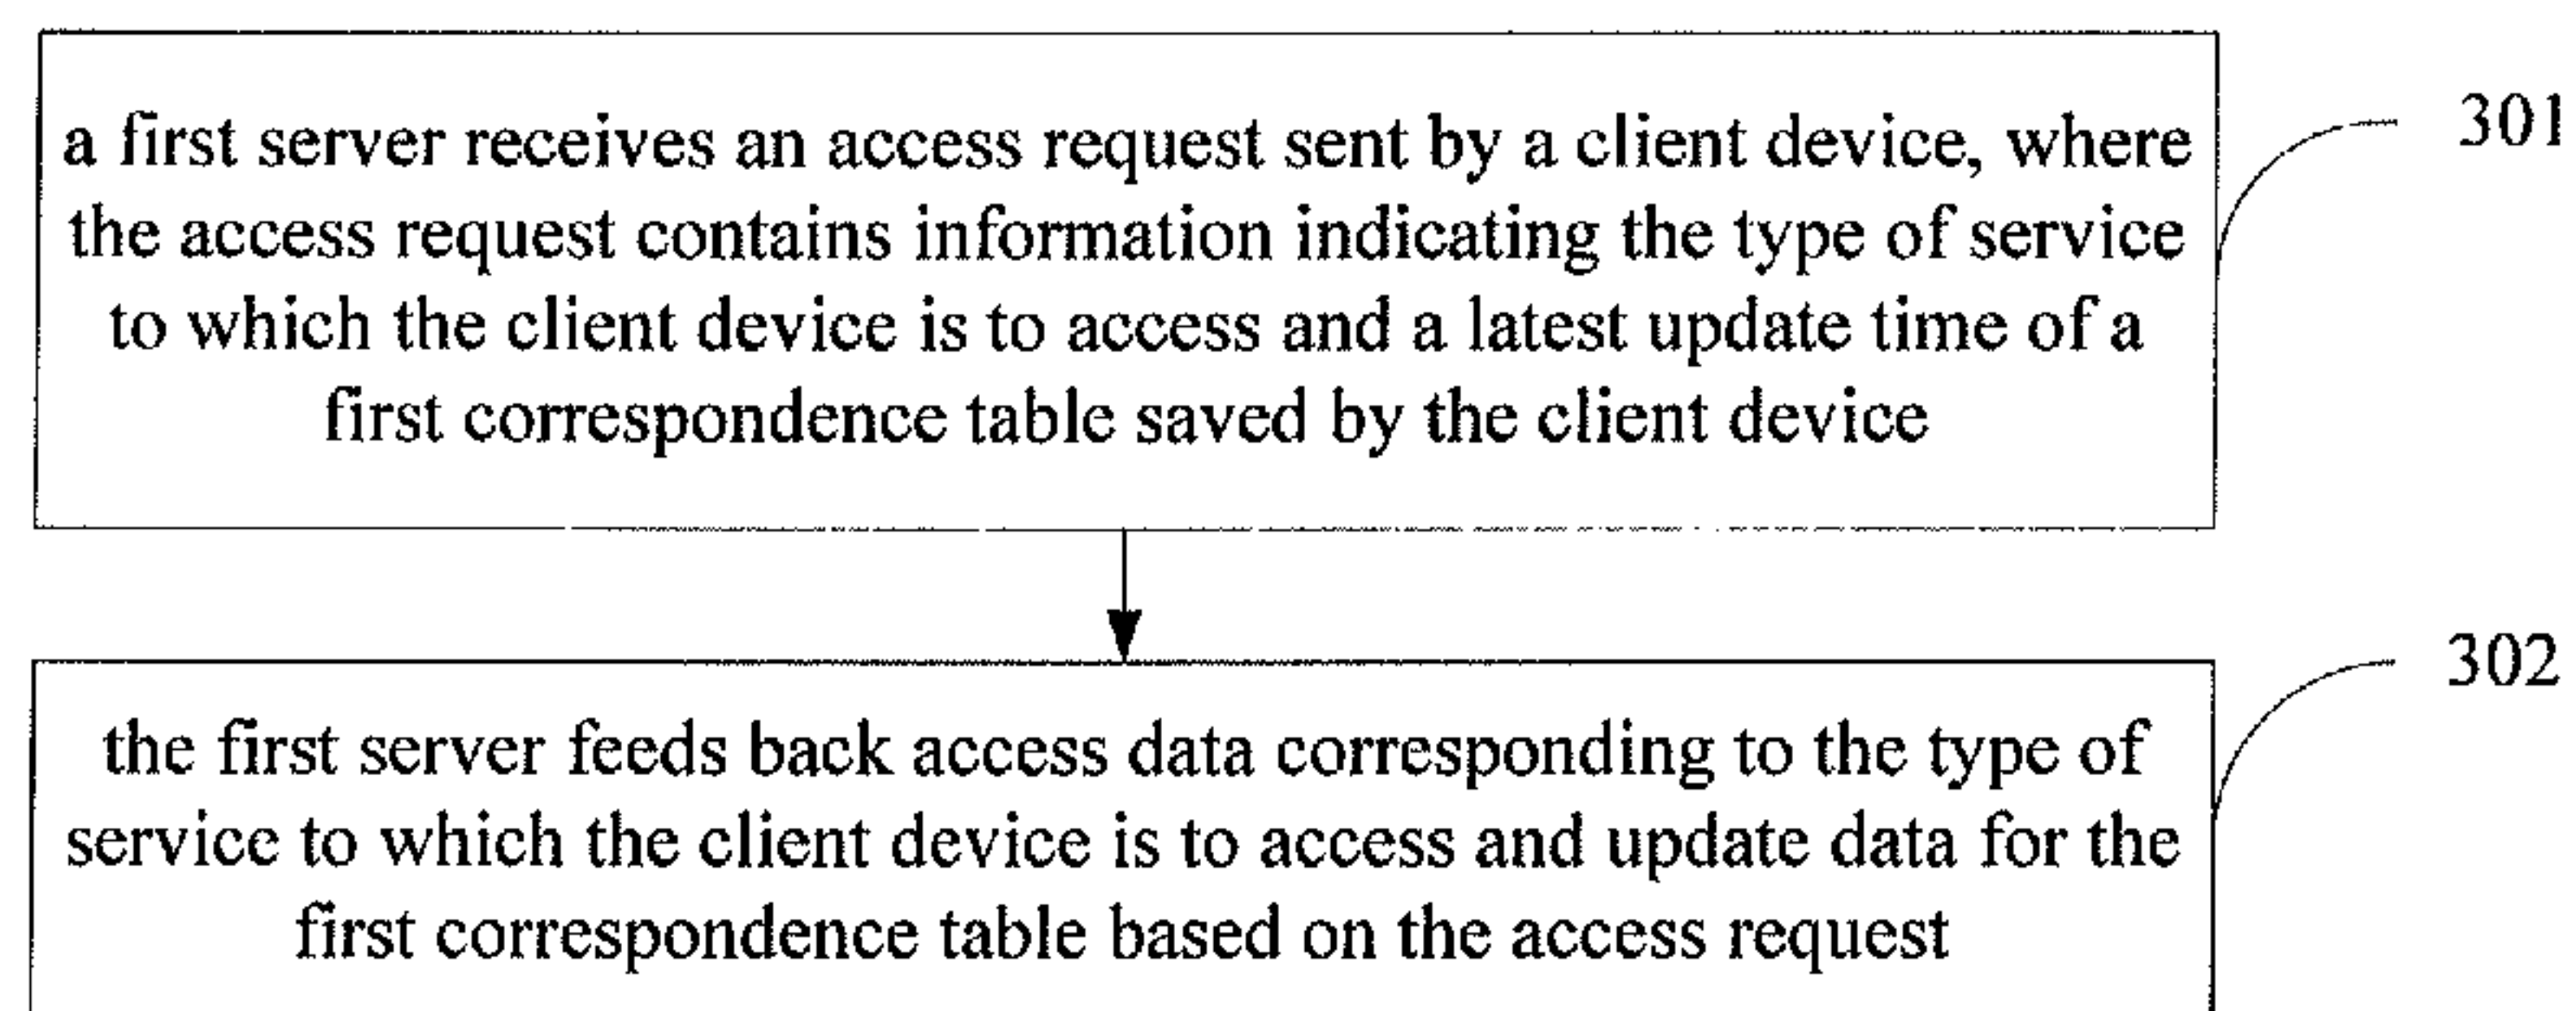 a first server receives an access request sent by a client device, where
the access request contains information indicating the type of service
to which the client device is to access and a latest update time of a
first correspondence table saved by the client device
301
the first server feeds back access data corresponding to the type of
service to which the client device is to access and update data for the
first correspondence table based on the access request
302